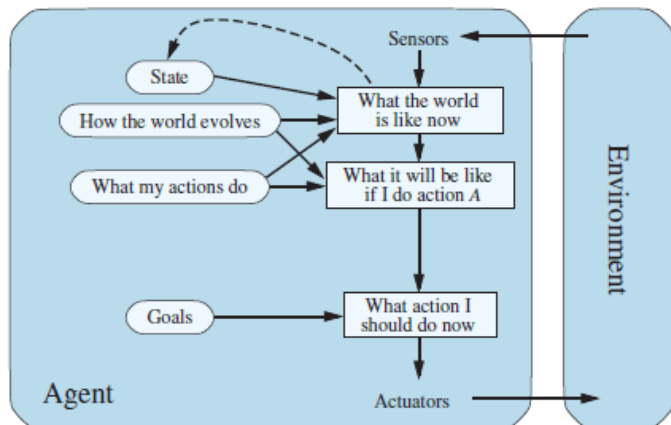 Sensors
State
What the world
is like now
How the world evolves
What it will be like
if I do action A
What my actions do
Environment
What action I
should do now
Goals
Agent
Actuators